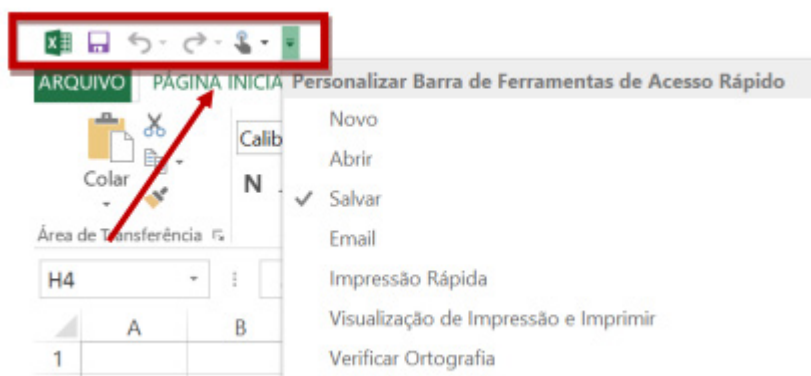 ARQUIVO PÁGINA INICIA
Personalizar Barra de Ferramentas de Acesso Rápido
Novo
Abrir
Salvar
Email
Impressão Rápida
Visualização de Impressão e Imprimir
Verificar Ortografia
Colar
Calib
N
Área de Transferência
H4
A B
1